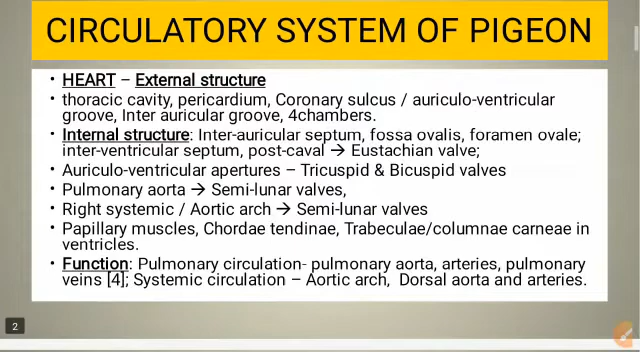 CIRCULATORY SYSTEM OF PIGEON
• HEART – External structure
• thoracic cavity, pericardium, Coronary sulcus / auriculo-ventricular
groove, Inter auricular groove, 4chambers.
• Internal structure: Inter-auricular septum, fossa ovalis, foramen ovale;
inter-ventricular septum, post-caval → Eustachian valve;
• Auriculo-ventricular apertures – Tricuspid & Bicuspid valves
• Pulmonary aorta → Semi-lunar valves,
• Right systemic / Aortic arch → Semi-lunar valves
• Papillary muscles, Chordae tendinae, Trabeculae/columnae carneae in
ventricles.
• Function: Pulmonary circulation- pulmonary aorta, arteries, pulmonary
veins [4]; Systemic circulation – Aortic arch, Dorsal aorta and arteries.
2